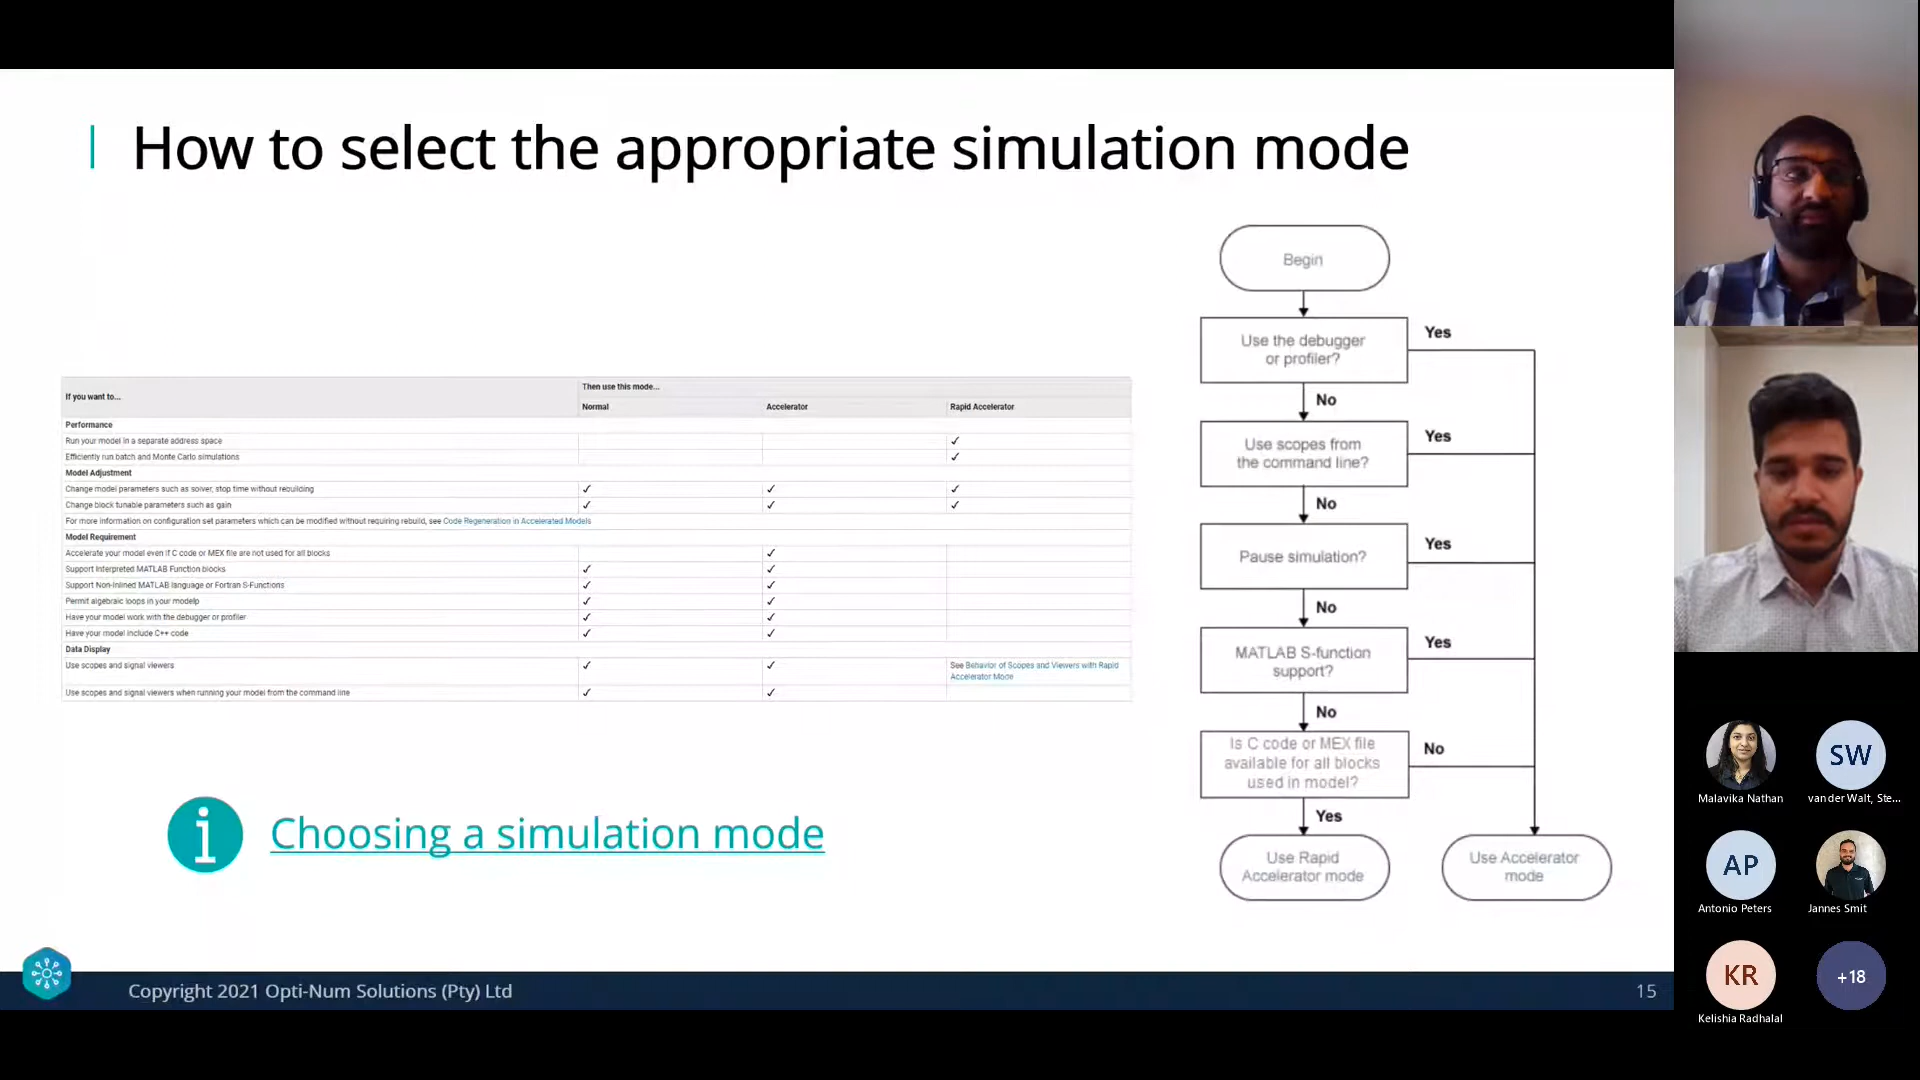 How to select the appropriate simulation mode
If you want to...
Then use this mode...
Normal
Accelerator
Rapid Accelerator
Performance
Run your model in a separate address space
✓
Efficiently run batch and Monte Carlo simulations
✓
Model Adjustment
Change model parameters such as solver, stop time without rebuilding
✓ ✓ ✓
Change block tunable parameters such as gain
✓ ✓ ✓
For more information on configuration set parameters which can be modified without requiring rebuild, see Code Regeneration in Accelerated Models
Model Requirement
Accelerate your model even if C code or MEX file are not used for all blocks
✓
Support Interpreted MATLAB Function blocks
✓ ✓
Support Non-Inlined MATLAB language or Fortran S-Functions
✓ ✓
Permit algebraic loops in your modelp
✓ ✓
Have your model work with the debugger or profiler
✓ ✓
Have your model include C++ code
✓ ✓
Data Display
Use scopes and signal viewers
✓ ✓
See Behavior of Scopes and Viewers with Rapid
Accelerator Mode
Use scopes and signal viewers when running your model from the command line
✓ ✓
Choosing a simulation mode
Begin
Use the debugger
or profiler?
Yes
No
Use scopes from
the command line?
Yes
No
Pause simulation?
Yes
No
MATLAB S-function
support?
Yes
No
Is C code or MEX file
available for all blocks
used in model?
No
Yes
Use Rapid
Accelerator mode
Use Accelerator
mode
Copyright 2021 Opti-Num Solutions (Pty) Ltd
15
Malavika Nathan
SW
van der Walt, Ste...
AP
Antonio Peters
Jannes Smit
KR
Kelishia Radhalal
+18